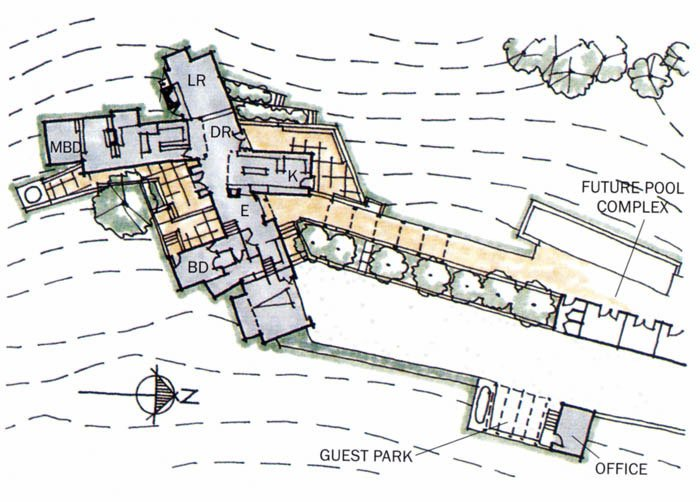 LR
DR
MBD
K
FUTURE POOL
COMPLEX
E
BD
N
GUEST PARK
OFFICE